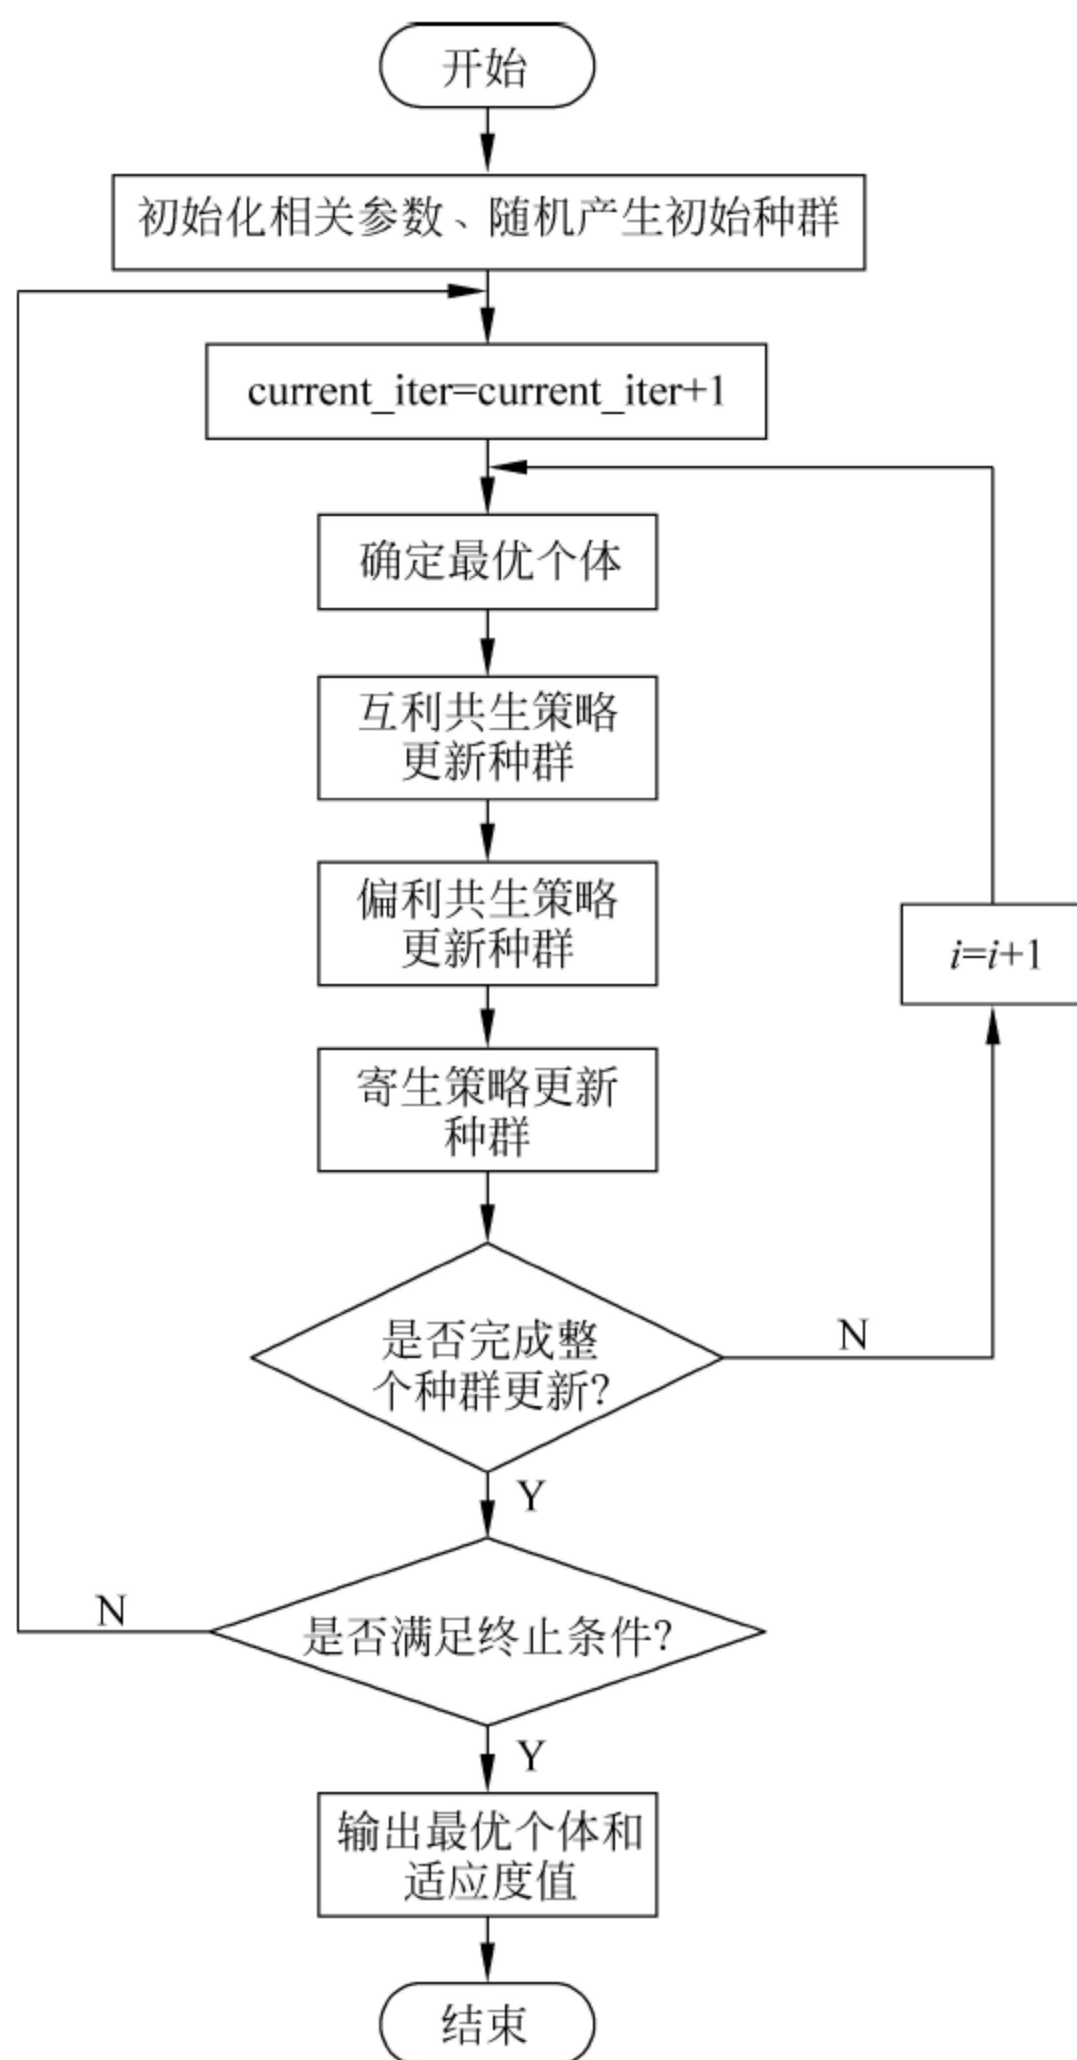 开始
初始化相关参数、随机产生初始种群
current_iter=current_iter+1
确定最优个体
互利共生策略
更新种群
偏利共生策略
更新种群
i=i+1
寄生策略更新
种群
是否完成整
个种群更新?
N
Y
是否满足终止条件?
N
Y
输出最优个体和
适应度值
结束